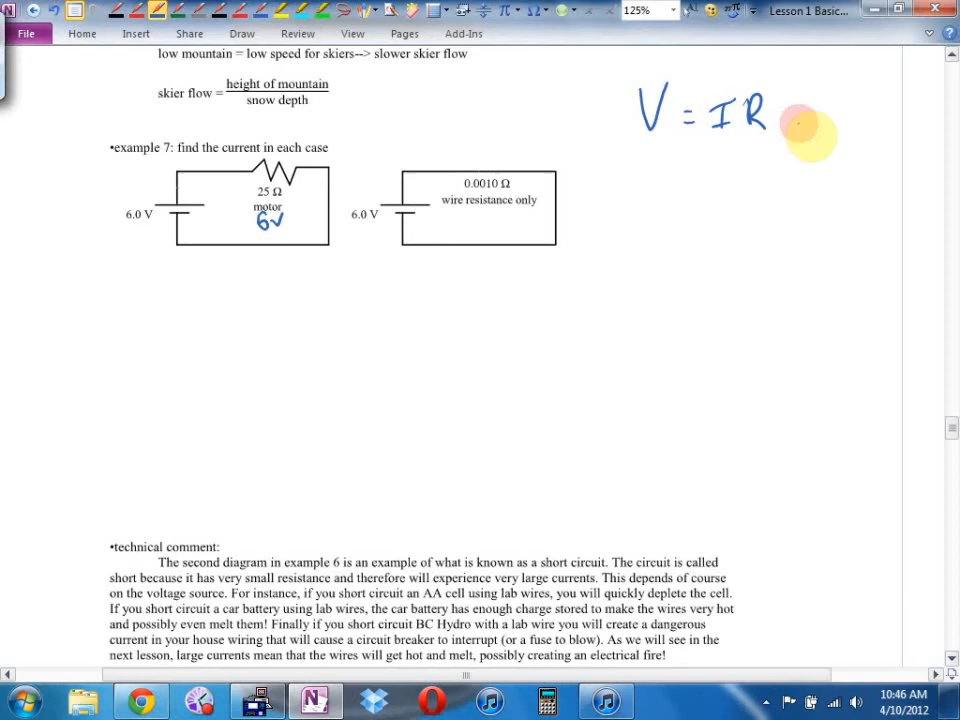 125%
Lesson 1 Basic...
File Home Insert Share Draw Review View Pages Add-Ins
low mountain = low speed for skiers--> slower skier flow
height of mountain
skier flow =
snow depth
V = IR
•example 7: find the current in each case
25 Ω
motor
6.0 V
6V
0.0010 Ω
wire resistance only
6.0 V
•technical comment:
The second diagram in example 6 is an example of what is known as a short circuit. The circuit is called
short because it has very small resistance and therefore will experience very large currents. This depends of course
on the voltage source. For instance, if you short circuit an AA cell using lab wires, you will quickly deplete the cell.
If you short circuit a car battery using lab wires, the car battery has enough charge stored to make the wires very hot
and possibly even melt them! Finally if you short circuit BC Hydro with a lab wire you will create a dangerous
current in your house wiring that will cause a circuit breaker to interrupt (or a fuse to blow). As we will see in the
next lesson, large currents mean that the wires will get hot and melt, possibly creating an electrical fire!
10:46 AM
4/10/2012